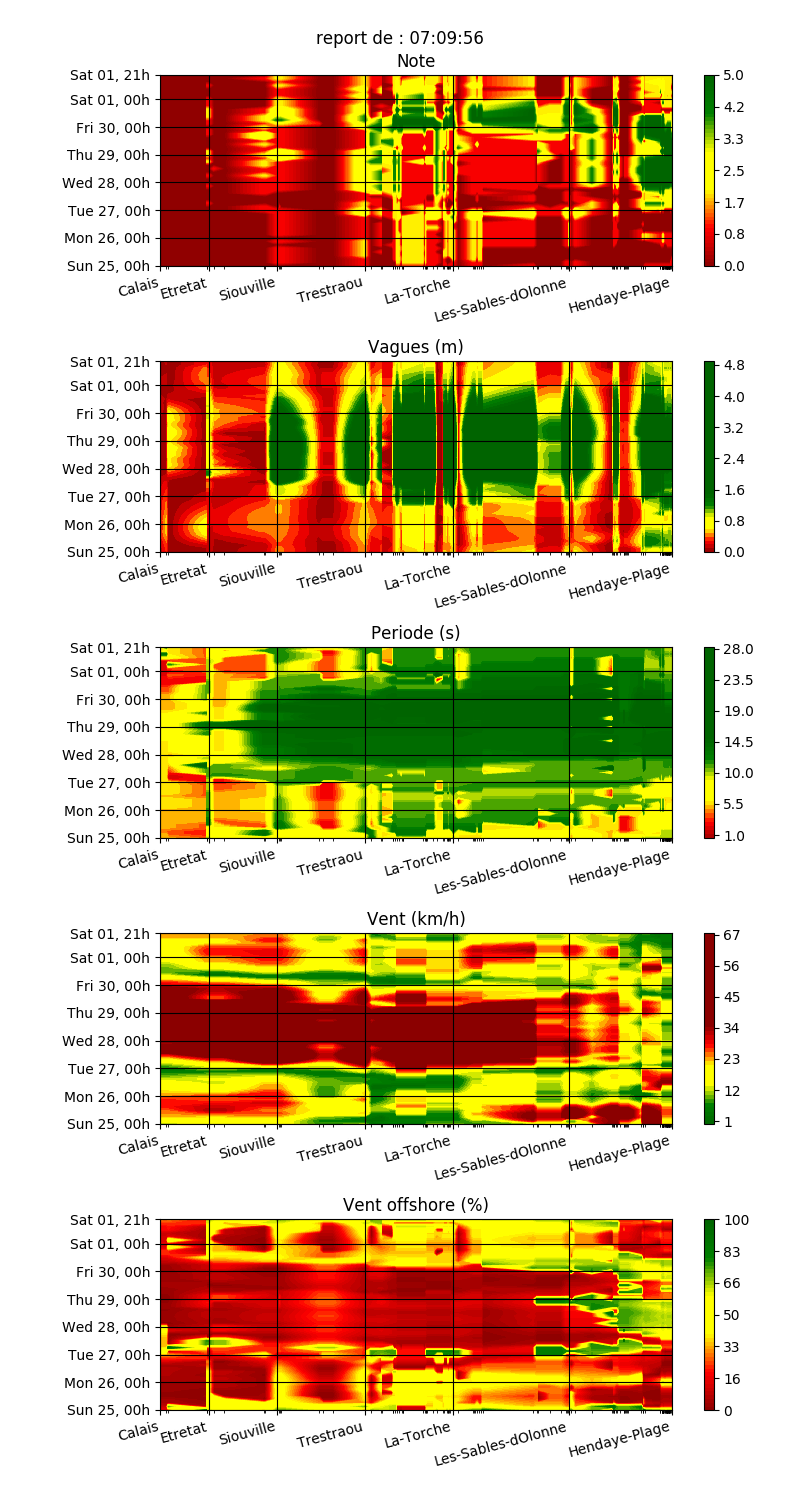 report de : 07:09:56
Note
Sat 01, 21h
Sat 01, 00h
Fri 30, 00h
Thu 29, 00h
Wed 28, 00h
Tue 27, 00h
Mon 26, 00h
Sun 25, 00h
Calais Etretat Siouville Trestraou La-Torche Les-Sables-dOlonne Hendaye-Plage
5.0
4.2
3.3
2.5
1.7
0.8
0.0
Vagues (m)
Sat 01, 21h
Sat 01, 00h
Fri 30, 00h
Thu 29, 00h
Wed 28, 00h
Tue 27, 00h
Mon 26, 00h
Sun 25, 00h
Calais Etretat Siouville Trestraou La-Torche Les-Sables-dOlonne Hendaye-Plage
4.8
4.0
3.2
2.4
1.6
0.8
0.0
Periode (s)
Sat 01, 21h
Sat 01, 00h
Fri 30, 00h
Thu 29, 00h
Wed 28, 00h
Tue 27, 00h
Mon 26, 00h
Sun 25, 00h
Calais Etretat Siouville Trestraou La-Torche Les-Sables-dOlonne Hendaye-Plage
28.0
23.5
19.0
14.5
10.0
5.5
1.0
Vent (km/h)
Sat 01, 21h
Sat 01, 00h
Fri 30, 00h
Thu 29, 00h
Wed 28, 00h
Tue 27, 00h
Mon 26, 00h
Sun 25, 00h
Calais Etretat Siouville Trestraou La-Torche Les-Sables-dOlonne Hendaye-Plage
67
56
45
34
23
12
1
Vent offshore (%)
Sat 01, 21h
Sat 01, 00h
Fri 30, 00h
Thu 29, 00h
Wed 28, 00h
Tue 27, 00h
Mon 26, 00h
Sun 25, 00h
Calais Etretat Siouville Trestraou La-Torche Les-Sables-dOlonne Hendaye-Plage
100
83
66
50
33
16
0